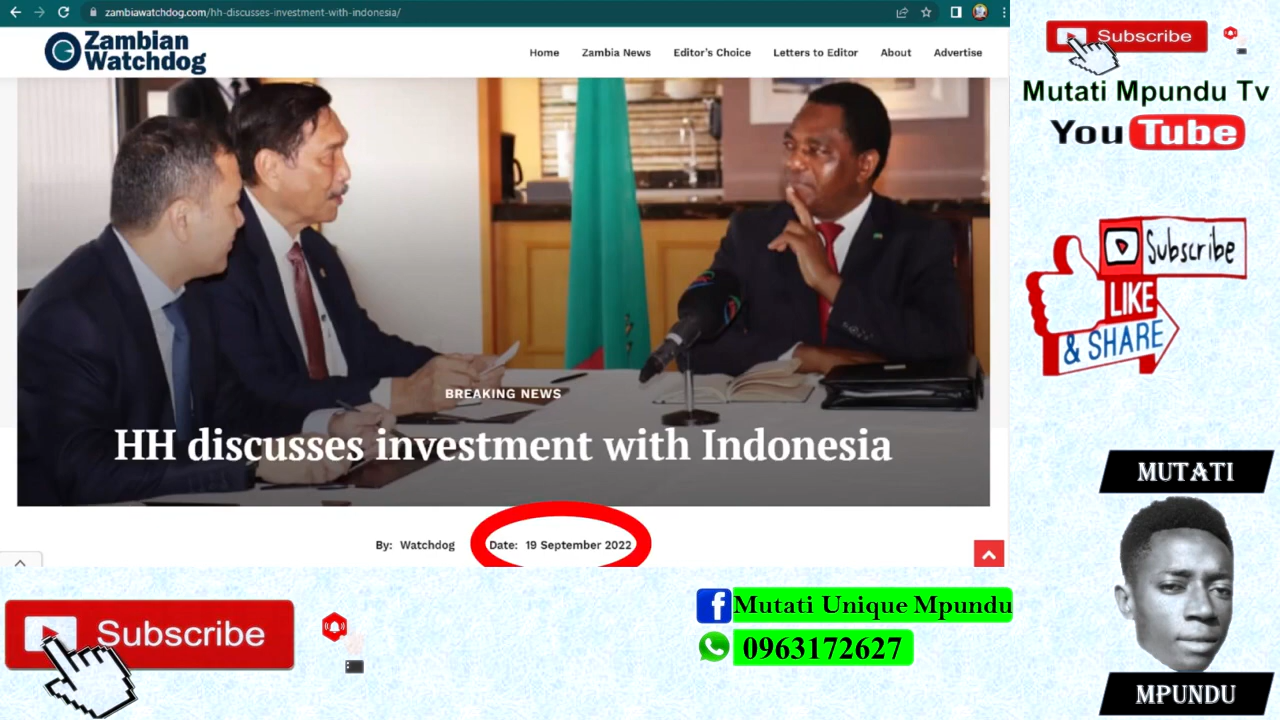 zambiawatchdog.com/hh-discusses-investment-with-indonesia/
Zambian
Watchdog
Home Zambia News Editor's Choice Letters to Editor About Advertise
BREAKING NEWS
HH discusses investment with Indonesia
By: Watchdog Date: 19 September 2022
Subscribe
Mutati Mpundu Tv
YouTube
Subscribe
LIKE
& SHARE
MUTATI
MPUNDU
Subscribe
Mutati Unique Mpundu
0963172627